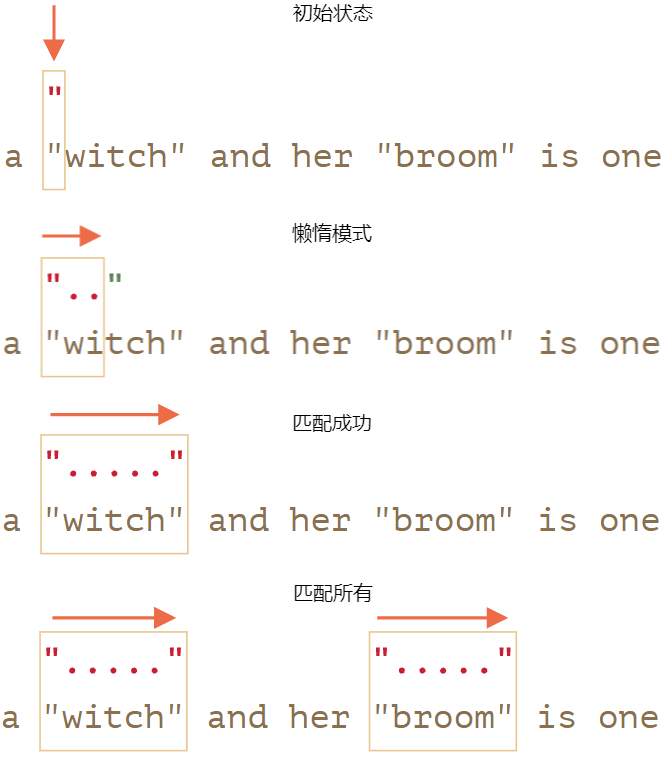 初始状态
"
a "witch" and her "broom" is one
懒惰模式
".."
a "witch" and her "broom" is one
匹配成功
"....."
a "witch" and her "broom" is one
匹配所有
"....." "....."
a "witch" and her "broom" is one